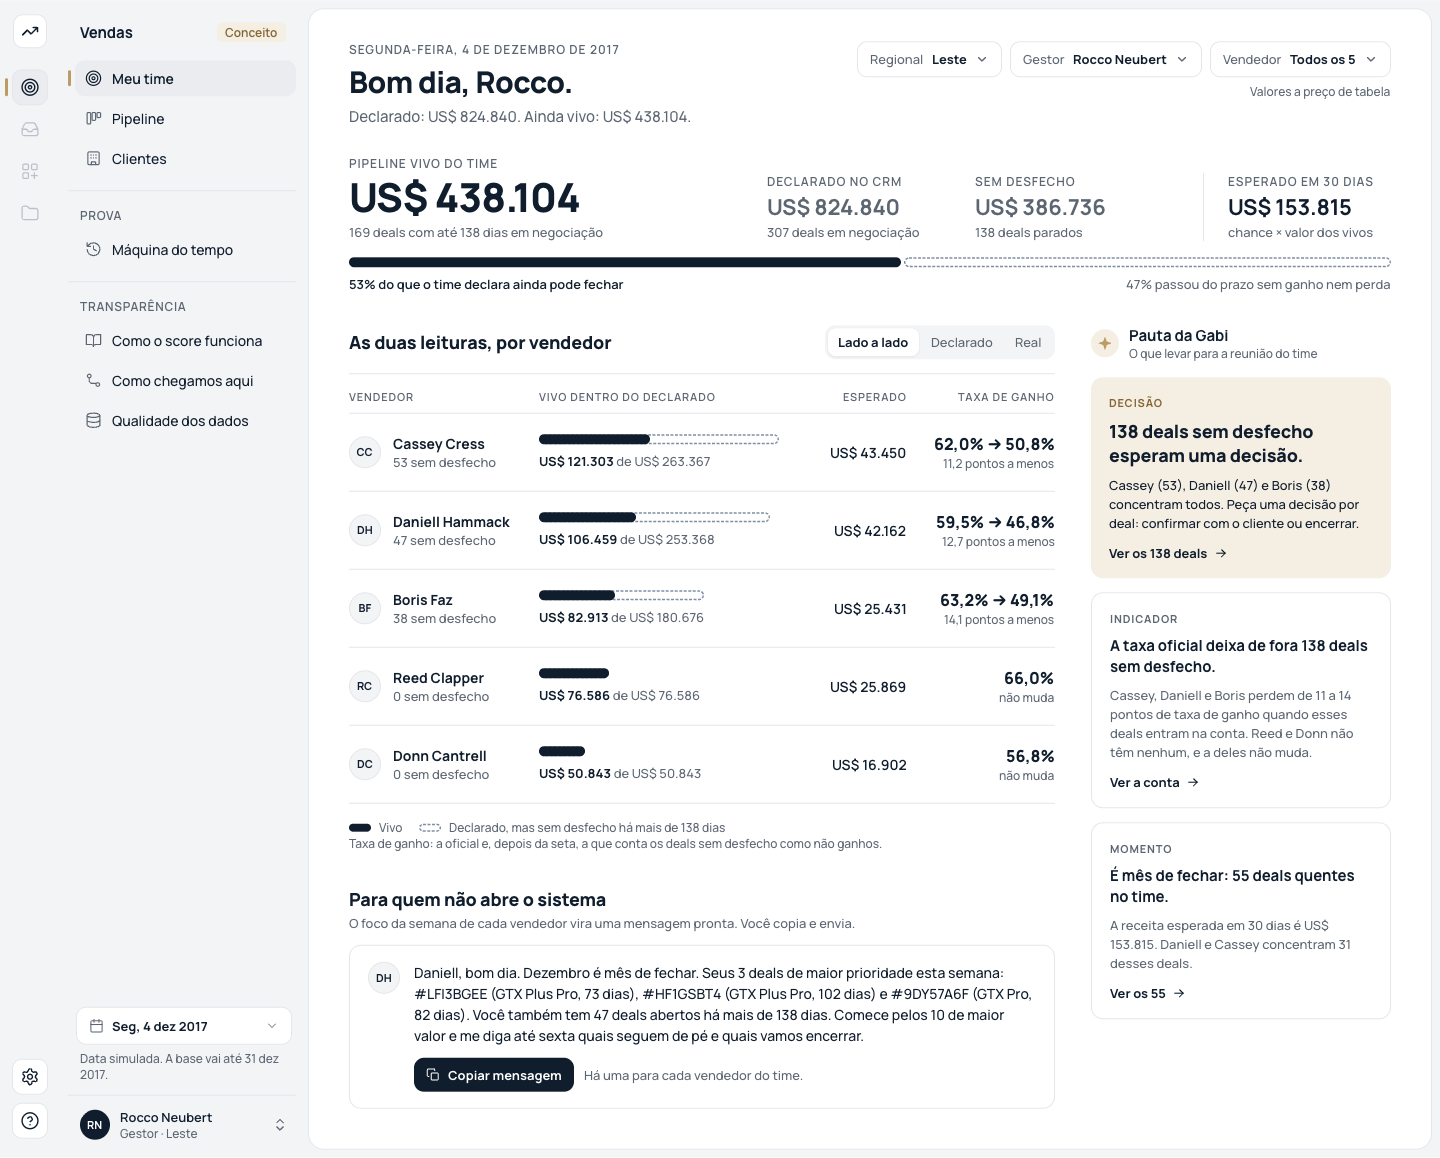 Vendas
Conceito
Meu time
Pipeline
Clientes
PROVA
Máquina do tempo
TRANSPARÊNCIA
Como o score funciona
Como chegamos aqui
Qualidade dos dados
Seg, 4 dez 2017
Data simulada. A base vai até 31 dez
2017.
RN
Rocco Neubert
Gestor · Leste
SEGUNDA-FEIRA, 4 DE DEZEMBRO DE 2017
Bom dia, Rocco.
Declarado: US$ 824.840. Ainda vivo: US$ 438.104.
Regional Leste
Gestor Rocco Neubert
Vendedor Todos os 5
Valores a preço de tabela
PIPELINE VIVO DO TIME
US$ 438.104
169 deals com até 138 dias em negociação
DECLARADO NO CRM
US$ 824.840
307 deals em negociação
SEM DESFECHO
US$ 386.736
138 deals parados
ESPERADO EM 30 DIAS
US$ 153.815
chance × valor dos vivos
53% do que o time declara ainda pode fechar
47% passou do prazo sem ganho nem perda
As duas leituras, por vendedor
Lado a lado Declarado Real
VENDEDOR VIVO DENTRO DO DECLARADO ESPERADO TAXA DE GANHO
CC
Cassey Cress
53 sem desfecho
US$ 121.303 de US$ 263.367
US$ 43.450
62,0% → 50,8%
11,2 pontos a menos
DH
Daniell Hammack
47 sem desfecho
US$ 106.459 de US$ 253.368
US$ 42.162
59,5% → 46,8%
12,7 pontos a menos
BF
Boris Faz
38 sem desfecho
US$ 82.913 de US$ 180.676
US$ 25.431
63,2% → 49,1%
14,1 pontos a menos
RC
Reed Clapper
0 sem desfecho
US$ 76.586 de US$ 76.586
US$ 25.869
66,0%
não muda
DC
Donn Cantrell
0 sem desfecho
US$ 50.843 de US$ 50.843
US$ 16.902
56,8%
não muda
Vivo
Declarado, mas sem desfecho há mais de 138 dias
Taxa de ganho: a oficial e, depois da seta, a que conta os deals sem desfecho como não ganhos.
Para quem não abre o sistema
O foco da semana de cada vendedor vira uma mensagem pronta. Você copia e envia.
DH
Daniell, bom dia. Dezembro é mês de fechar. Seus 3 deals de maior prioridade esta semana:
#LFI3BGEE (GTX Plus Pro, 73 dias), #HF1GSBT4 (GTX Plus Pro, 102 dias) e #9DY57A6F (GTX Pro,
82 dias). Você também tem 47 deals abertos há mais de 138 dias. Comece pelos 10 de maior
valor e me diga até sexta quais seguem de pé e quais vamos encerrar.
Copiar mensagem
Há uma para cada vendedor do time.
Pauta da Gabi
O que levar para a reunião do time
DECISÃO
138 deals sem desfecho
esperam uma decisão.
Cassey (53), Daniell (47) e Boris (38)
concentram todos. Peça uma decisão por
deal: confirmar com o cliente ou encerrar.
Ver os 138 deals →
INDICADOR
A taxa oficial deixa de fora 138 deals
sem desfecho.
Cassey, Daniell e Boris perdem de 11 a 14
pontos de taxa de ganho quando esses
deals entram na conta. Reed e Donn não
têm nenhum, e a deles não muda.
Ver a conta →
MOMENTO
É mês de fechar: 55 deals quentes
no time.
A receita esperada em 30 dias é US$
153.815. Daniell e Cassey concentram 31
desses deals.
Ver os 55 →